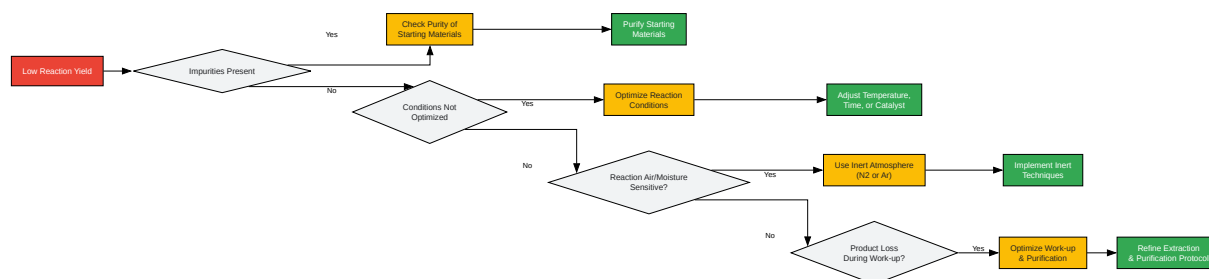 Low Reaction Yield
Impurities Present
Yes
Check Purity of
Starting Materials
Purify Starting
Materials
No
Conditions Not
Optimized
Yes
Optimize Reaction
Conditions
Adjust Temperature,
Time, or Catalyst
No
Reaction Air/Moisture
Sensitive?
Yes
Use Inert Atmosphere
(N2 or Ar)
Implement Inert
Techniques
No
Product Loss
During Work-up?
Yes
Optimize Work-up
& Purification
Refine Extraction
& Purification Protocol